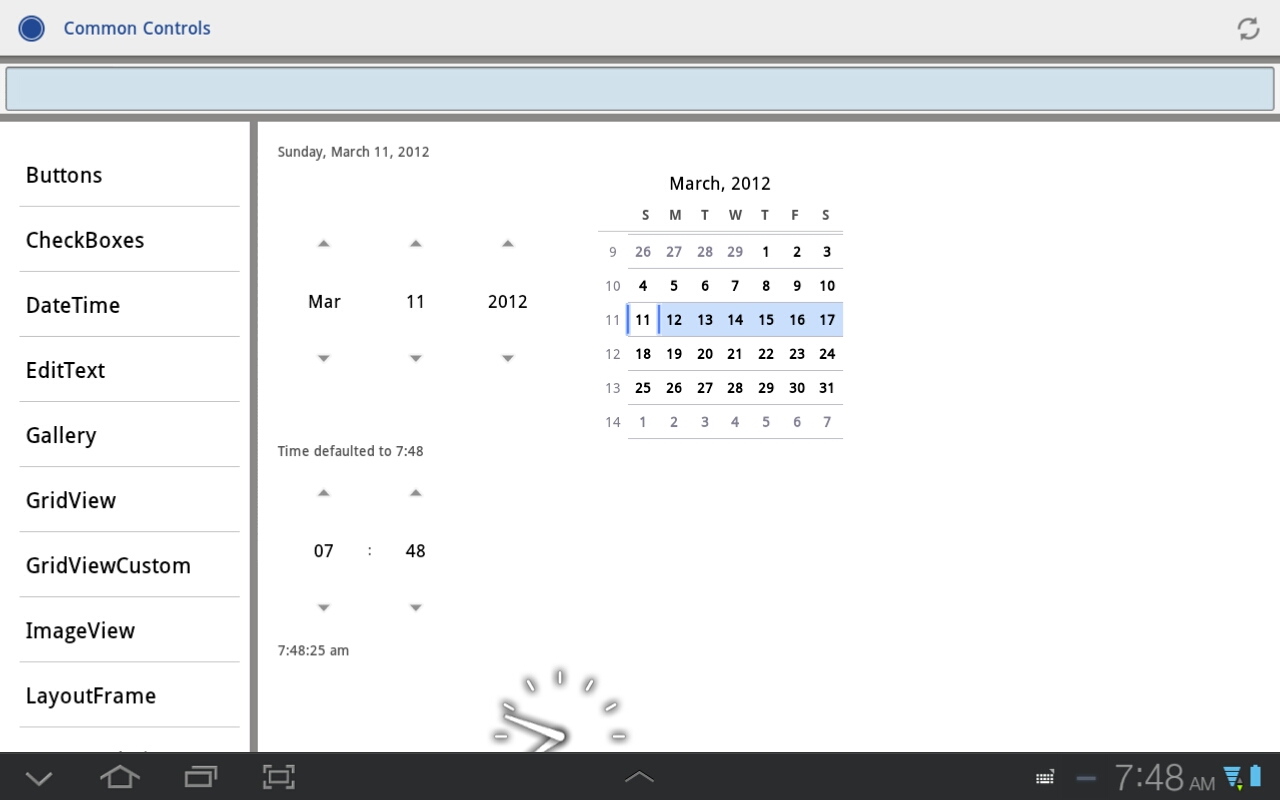 Common Controls
Buttons
CheckBoxes
DateTime
EditText
Gallery
GridView
GridViewCustom
ImageView
LayoutFrame
Sunday, March 11, 2012
Mar 11 2012
March, 2012
S M T W T F S
9 26 27 28 29 1 2 3
10 4 5 6 7 8 9 10
11 11 12 13 14 15 16 17
12 18 19 20 21 22 23 24
13 25 26 27 28 29 30 31
14 1 2 3 4 5 6 7
Time defaulted to 7:48
07 : 48
7:48:25 am
7:48 AM